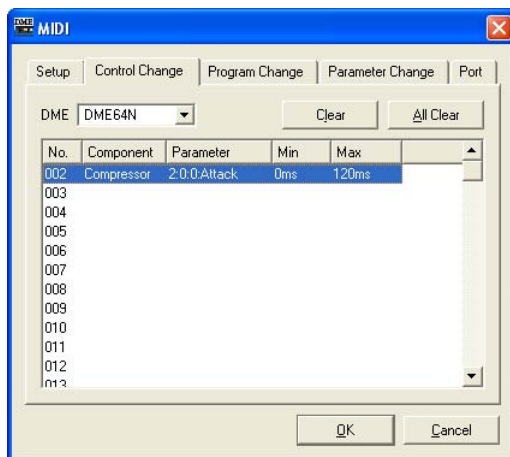 DME MIDI
Setup Control Change Program Change Parameter Change Port
DME DME64N Clear All Clear
No. Component Parameter Min Max
002 Compressor 2:0:0:Attack 0ms 120ms
003
004
005
006
007
008
009
010
011
012
013
OK Cancel